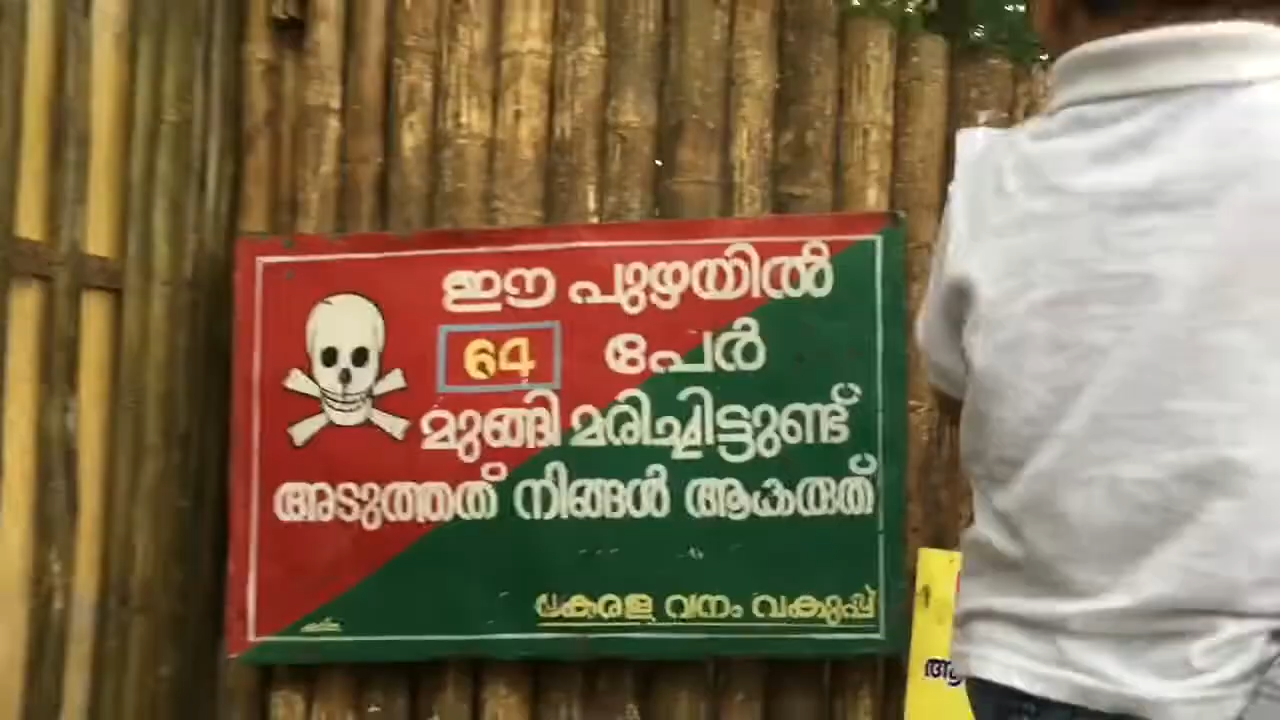 ഈ പുഴയിൽ
64 പേർ
മുങ്ങി മരിച്ചിട്ടുണ്ട്
അടുത്തത് നിങ്ങൾ ആകരുത്
കേരള വനം വകുപ്പ്